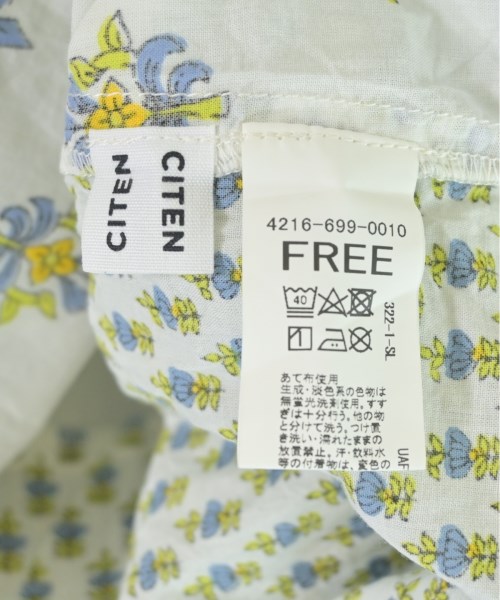 CITEN
CITEN
4216-699-0010
FREE
40
322-1-SL
あて布使用
生成・淡色系の色物は
無蛍光洗剤使用。すす
ぎは十分行う。他の物
と分けて洗う。つけ置
き洗い・濡れたままの
放置禁止。汗・飲料水
等の付着物は、変色の
UAF